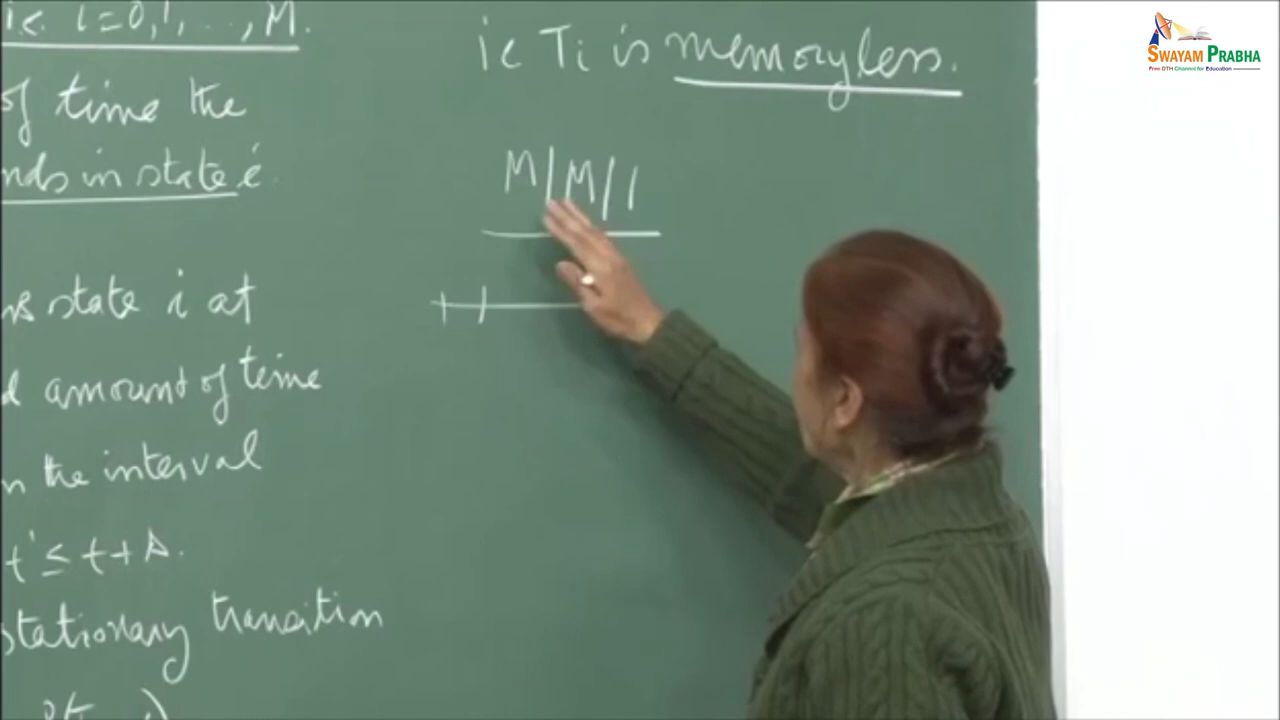 i=0,1,...,M.
of time the
nds in state i
state i at
d amount of time
n the interval
t' ≤ t+s.
stationary transition
ie Ti is memoryless.
M/M/1
SWAYAM PRABHA
Free DTH Channel for Education